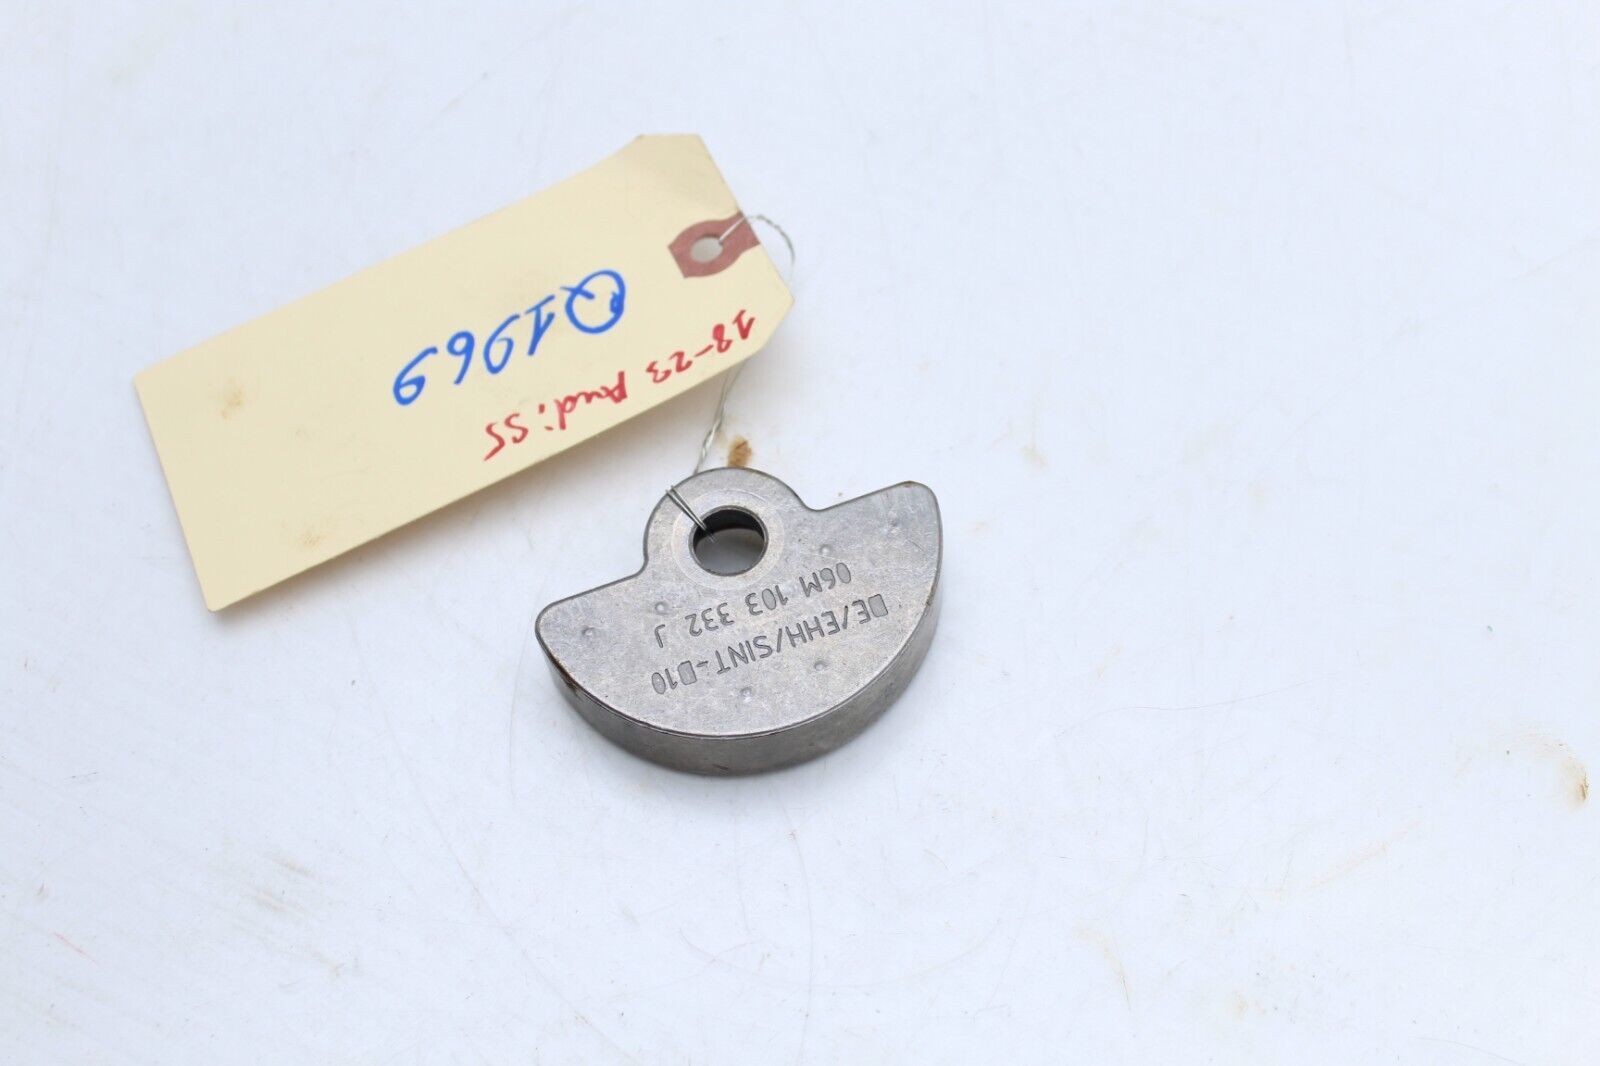 18-23 Audi S5
Q1969
DE/EHH/SINT-D10
06M 103 332 J